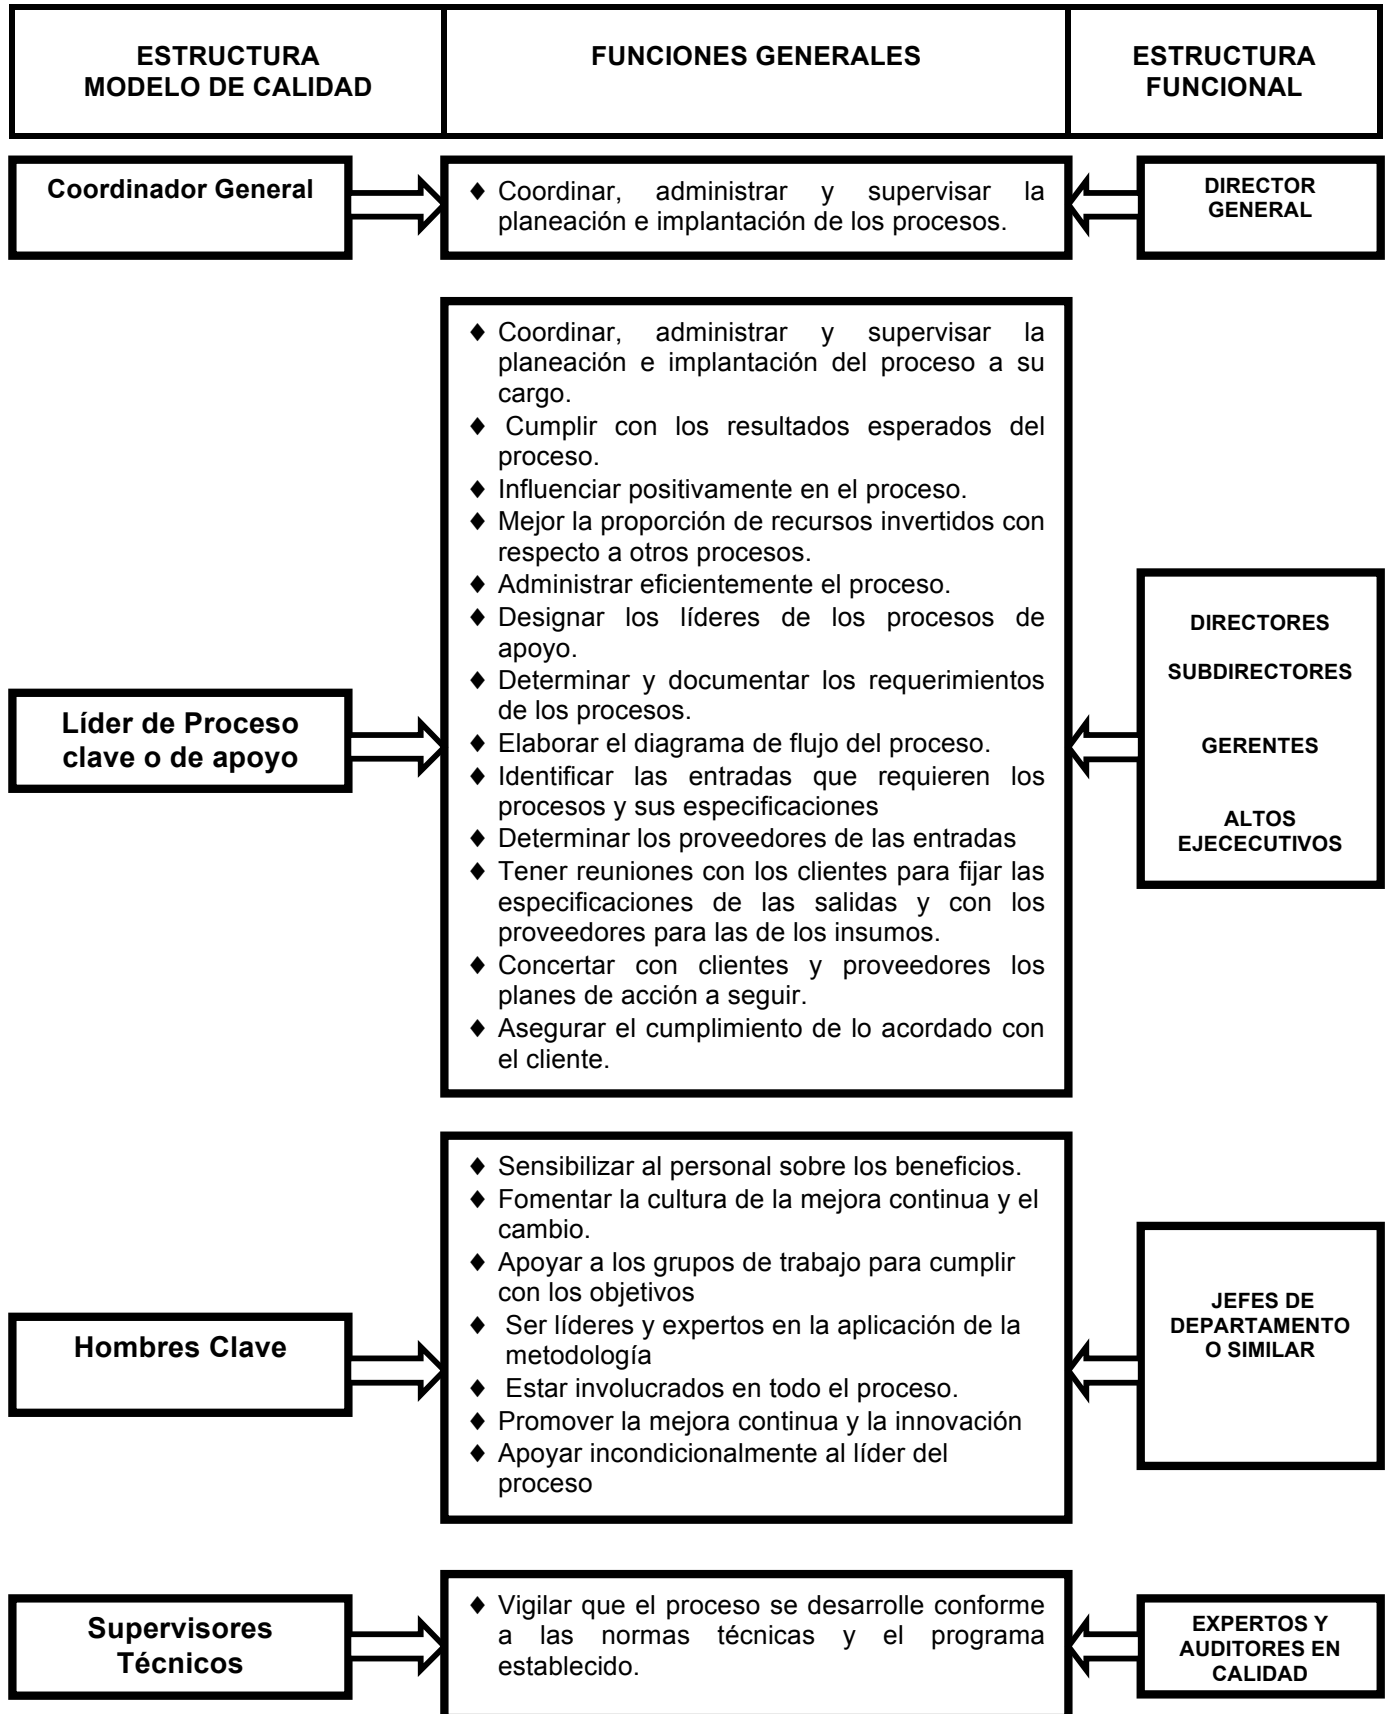 ESTRUCTURA
MODELO DE CALIDAD
FUNCIONES GENERALES
ESTRUCTURA
FUNCIONAL
Coordinador General
♦ Coordinar, administrar y supervisar la
planeación e implantación de los procesos.
DIRECTOR
GENERAL
Líder de Proceso
clave o de apoyo
♦ Coordinar, administrar y supervisar la
planeación e implantación del proceso a su
cargo.
♦ Cumplir con los resultados esperados del
proceso.
♦ Influenciar positivamente en el proceso.
♦ Mejor la proporción de recursos invertidos con
respecto a otros procesos.
♦ Administrar eficientemente el proceso.
♦ Designar los líderes de los procesos de
apoyo.
♦ Determinar y documentar los requerimientos
de los procesos.
♦ Elaborar el diagrama de flujo del proceso.
♦ Identificar las entradas que requieren los
procesos y sus especificaciones
♦ Determinar los proveedores de las entradas
♦ Tener reuniones con los clientes para fijar las
especificaciones de las salidas y con los
proveedores para las de los insumos.
♦ Concertar con clientes y proveedores los
planes de acción a seguir.
♦ Asegurar el cumplimiento de lo acordado con
el cliente.
DIRECTORES
SUBDIRECTORES
GERENTES
ALTOS
EJECECUTIVOS
Hombres Clave
♦ Sensibilizar al personal sobre los beneficios.
♦ Fomentar la cultura de la mejora continua y el
cambio.
♦ Apoyar a los grupos de trabajo para cumplir
con los objetivos
♦ Ser líderes y expertos en la aplicación de la
metodología
♦ Estar involucrados en todo el proceso.
♦ Promover la mejora continua y la innovación
♦ Apoyar incondicionalmente al líder del
proceso
JEFES DE
DEPARTAMENTO
O SIMILAR
Supervisores
Técnicos
♦ Vigilar que el proceso se desarrolle conforme
a las normas técnicas y el programa
establecido.
EXPERTOS Y
AUDITORES EN
CALIDAD